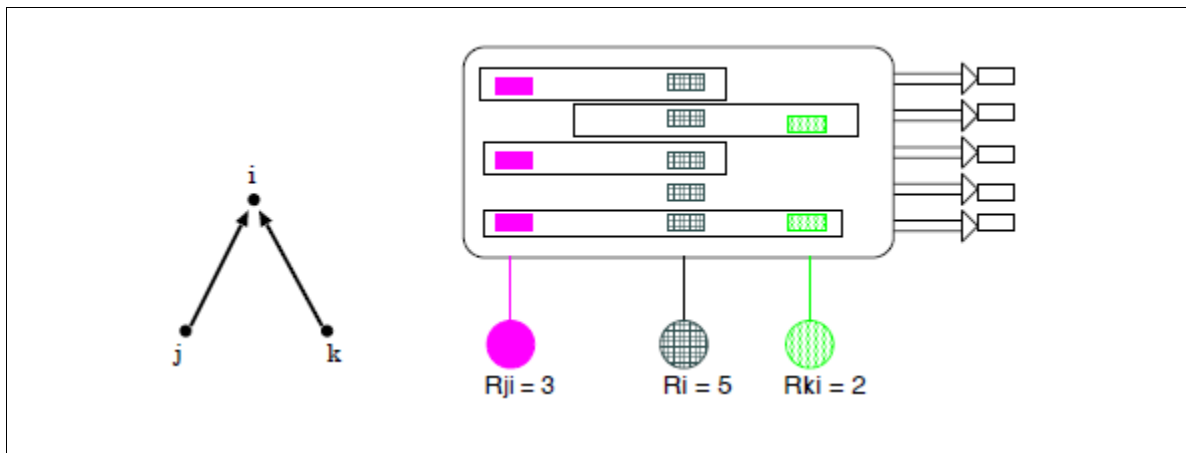 i
j
k
Rji = 3
Ri = 5
Rki = 2